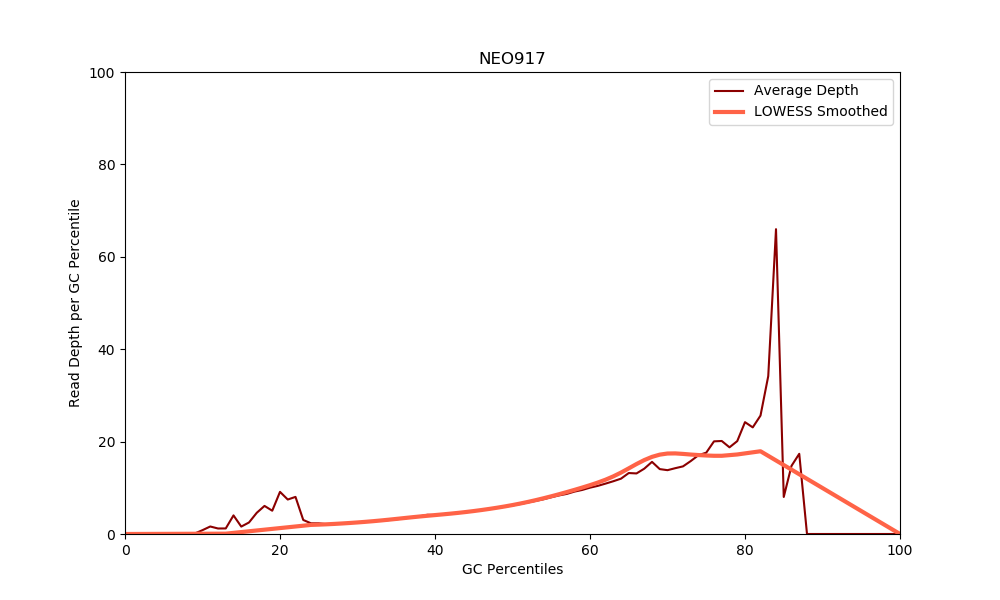 NEO917
100
80
60
40
20
0
Read Depth per GC Percentile
Average Depth
LOWESS Smoothed
0 20 40 60 80 100
GC Percentiles